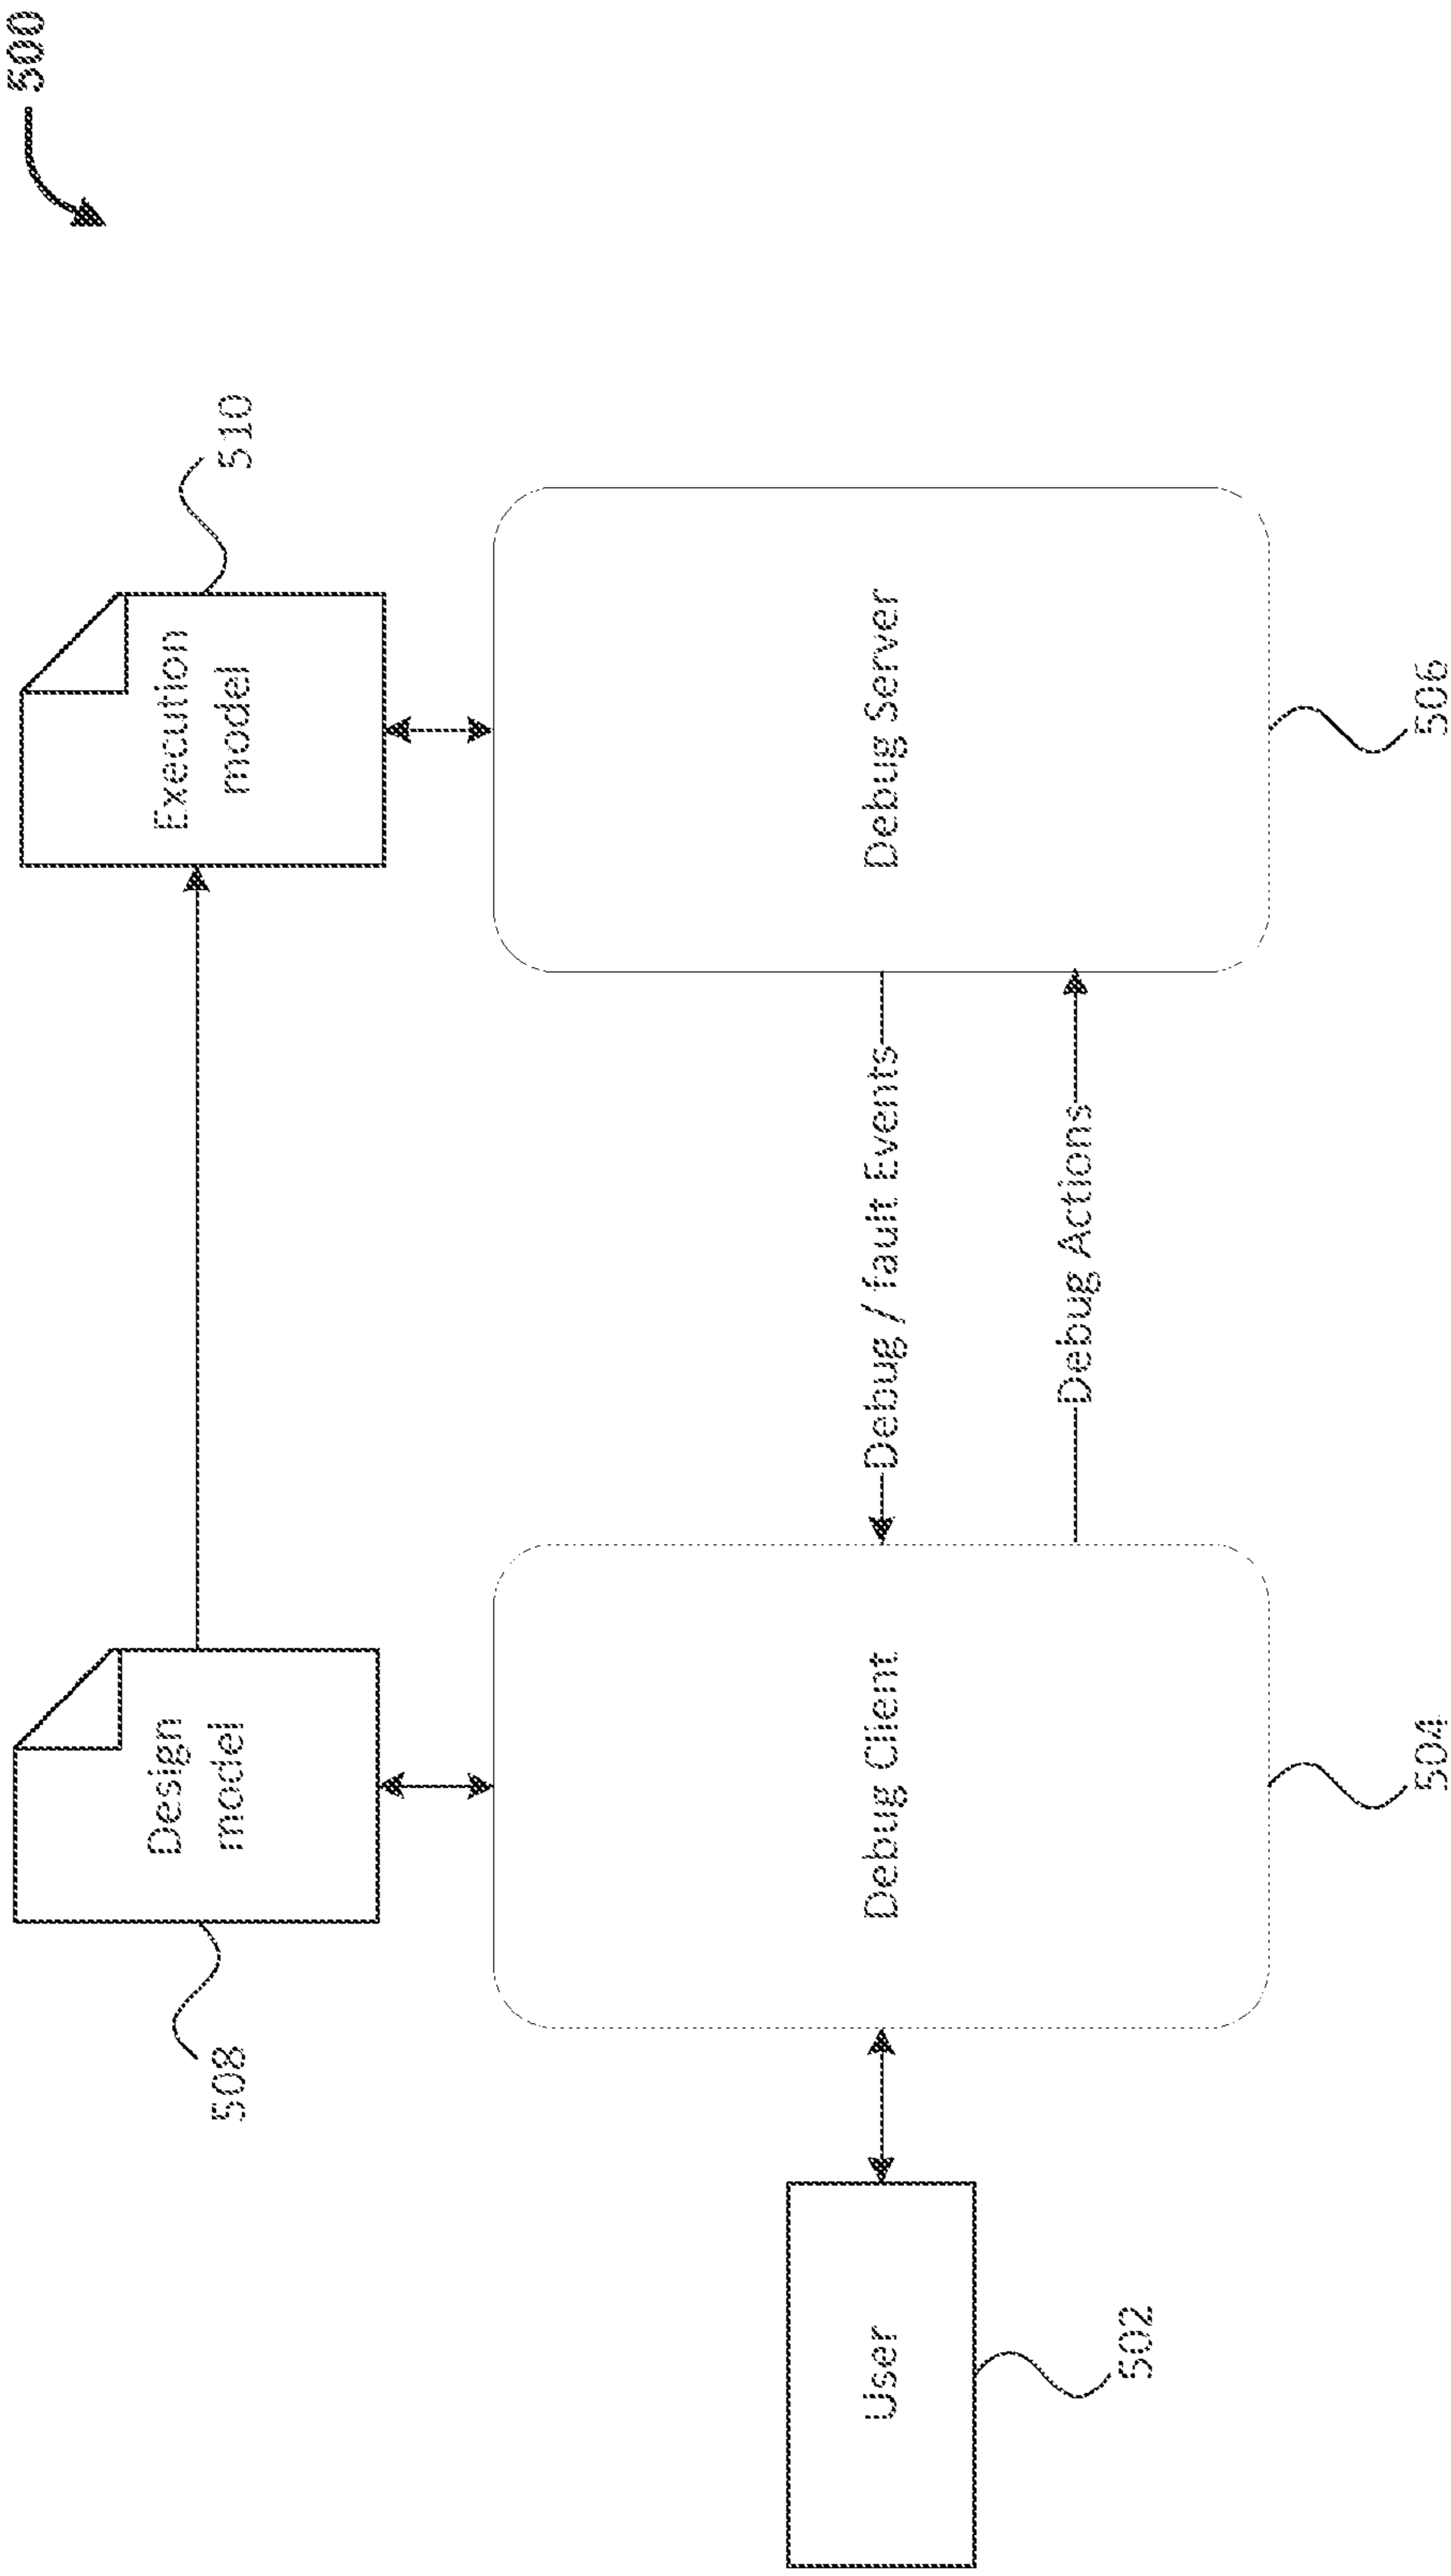 500
510
Execution
model
Design
model
508
Debug Server
Debug / fault Events
Debug Actions
Debug Client
User
506
504
502